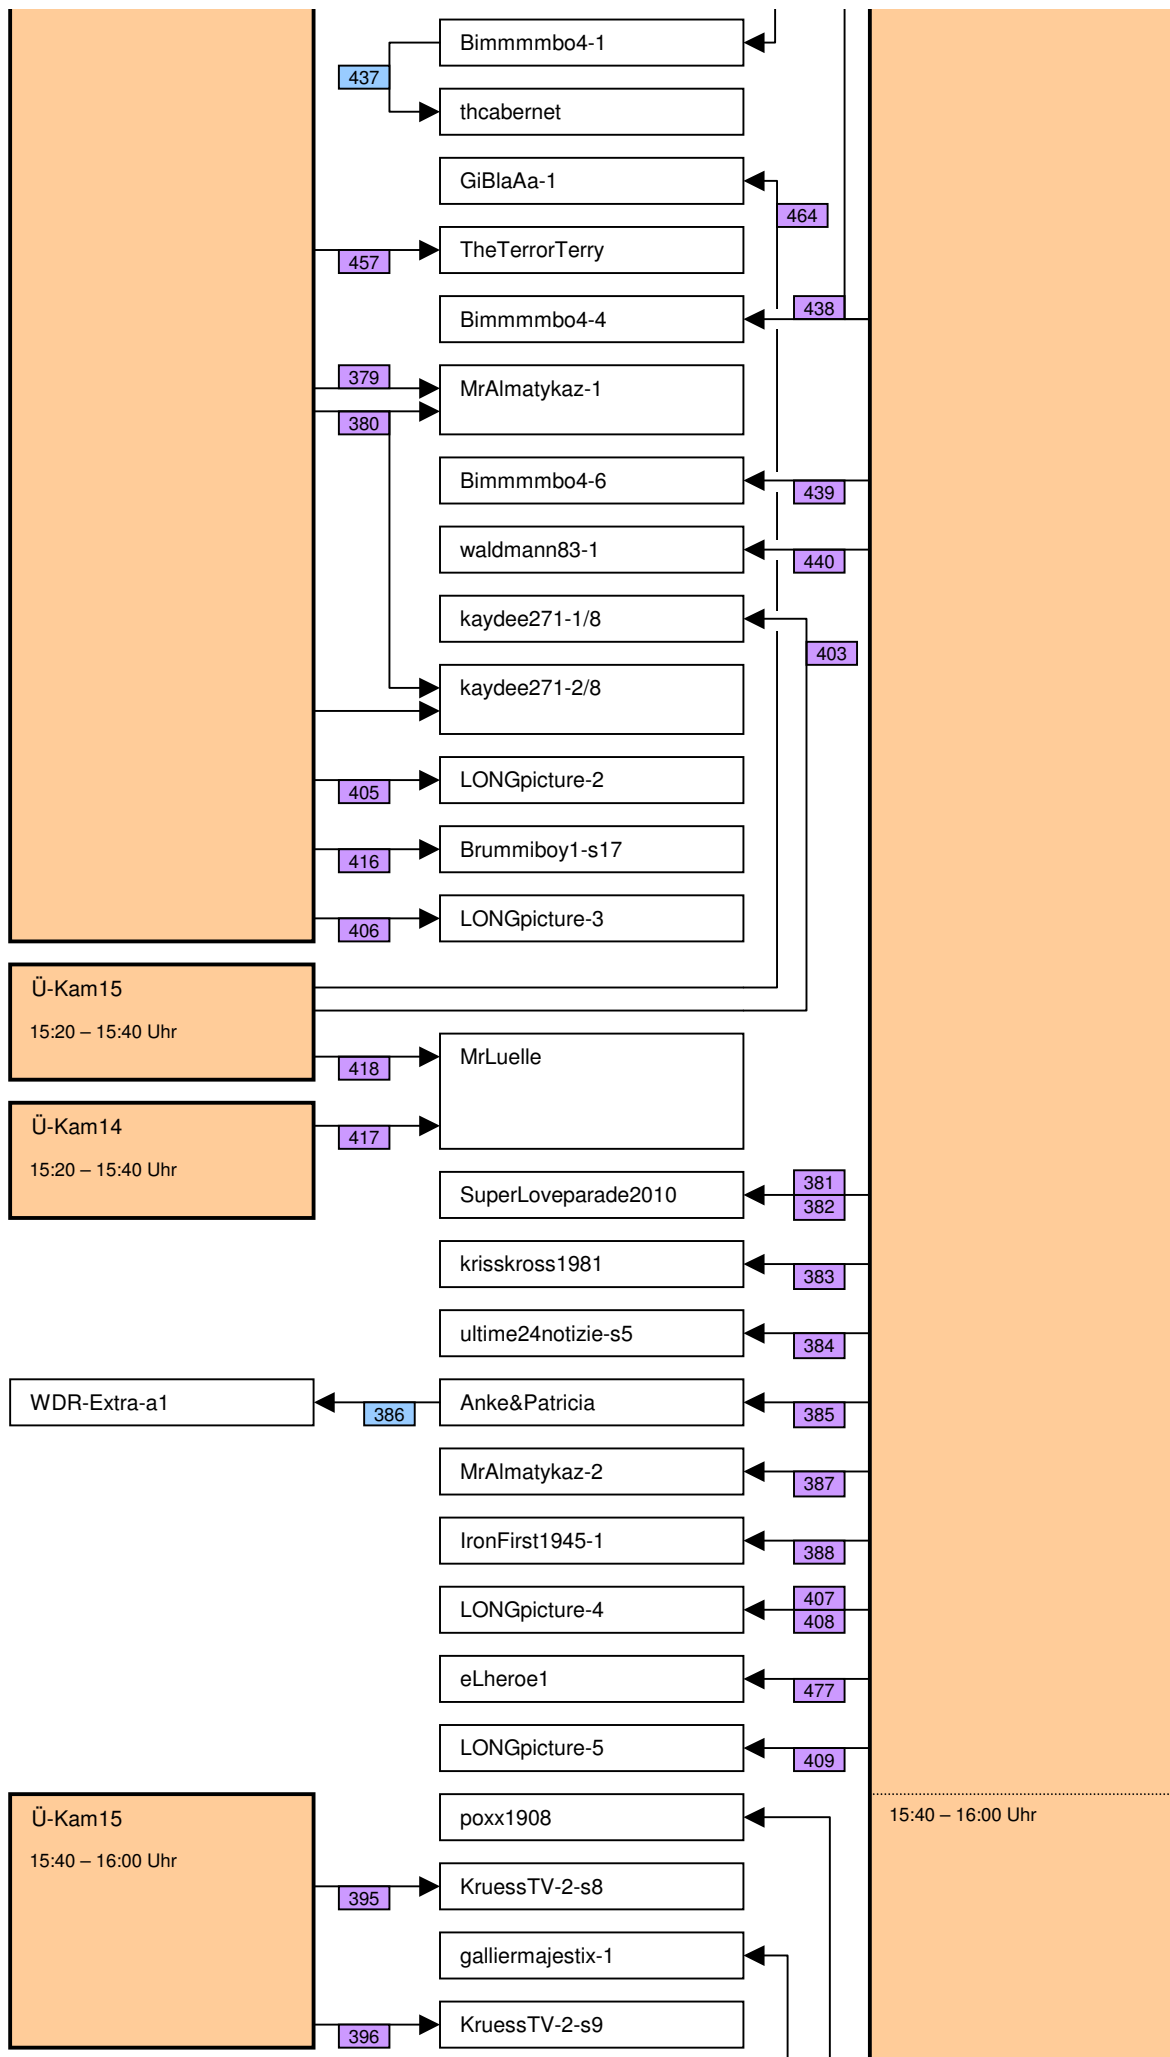 Bimmmmbo4-1
437
thcabernet
GiBlaAa-1
464
TheTerrorTerry
457
438
Bimmmmbo4-4
379
MrAlmatykaz-1
380
Bimmmmbo4-6
439
waldmann83-1
440
kaydee271-1/8
403
kaydee271-2/8
LONGpicture-2
405
Brummiboy1-s17
416
LONGpicture-3
406
Ü-Kam15
15:20 – 15:40 Uhr
MrLuelle
418
Ü-Kam14
417
15:20 – 15:40 Uhr
381
SuperLoveparade2010
382
krisskross1981
383
ultime24notizie-s5
384
WDR-Extra-a1
Anke&Patricia
386
385
MrAlmatykaz-2
387
IronFirst1945-1
388
407
LONGpicture-4
408
eLheroe1
477
LONGpicture-5
409
Ü-Kam15
poxx1908
15:40 – 16:00 Uhr
15:40 – 16:00 Uhr
KruessTV-2-s8
395
galliermajestix-1
KruessTV-2-s9
396